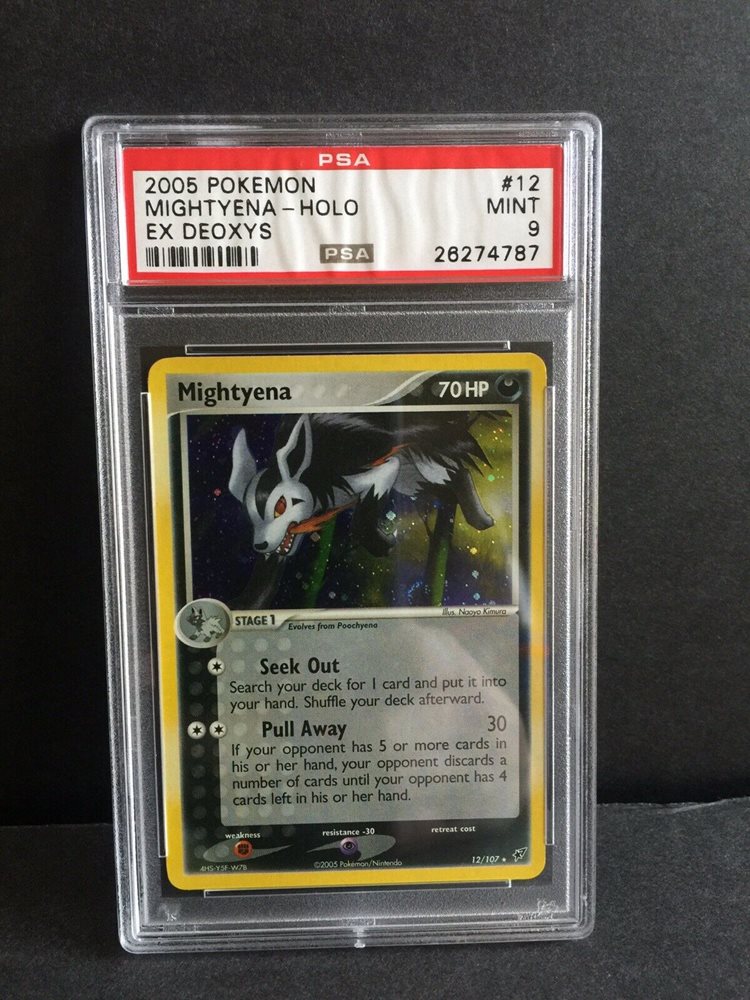 PSA
2005 POKEMON #12
MIGHTYENA - HOLO MINT
EX DEOXYS 9
PSA 26274787
Mightyena 70 HP
Illus. Naoyo Kimura
STAGE 1 Evolves from Poochyena
Seek Out
Search your deck for 1 card and put it into
your hand. Shuffle your deck afterward.
Pull Away 30
If your opponent has 5 or more cards in
his or her hand, your opponent discards a
number of cards until your opponent has 4
cards left in his or her hand.
weakness resistance -30 retreat cost
4HS-Y5F-W7B ©2005 Pokémon/Nintendo 12/107 ★